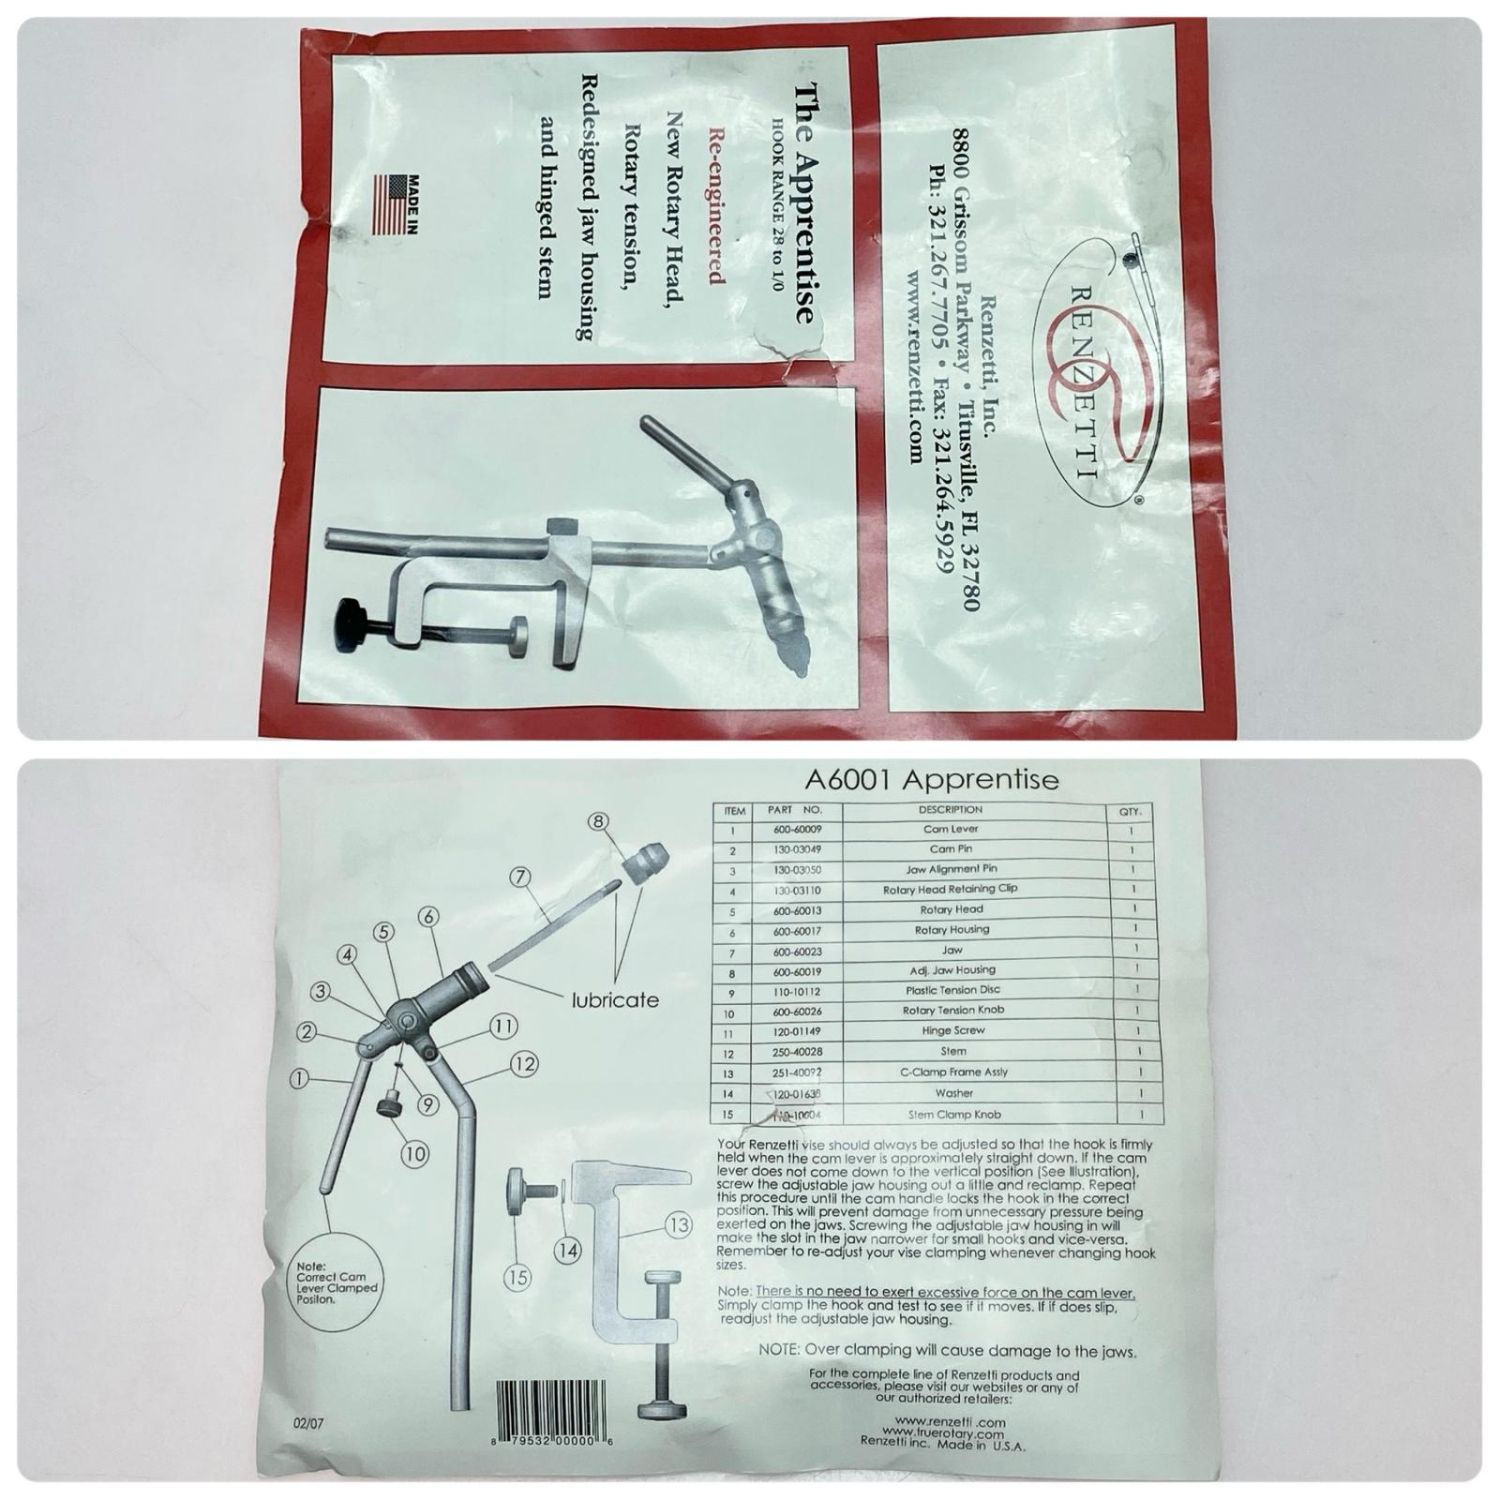 RENZETTI®
Renzetti, Inc.
8800 Grissom Parkway • Titusville, FL 32780
Ph: 321.267.7705 • Fax: 321.264.5929
www.renzetti.com
The Apprentise
HOOK RANGE 28 to 1/0
Re-engineered
New Rotary Head,
Rotary tension,
Redesigned jaw housing
and hinged stem
MADE IN
A6001 Apprentise
ITEM PART NO. DESCRIPTION QTY.
1 600-60009 Cam Lever 1
2 130-03049 Cam Pin 1
3 130-03050 Jaw Alignment Pin 1
4 130-03110 Rotary Head Retaining Clip 1
5 600-60013 Rotary Head 1
6 600-60017 Rotary Housing 1
7 600-60023 Jaw 1
8 600-60019 Adj. Jaw Housing 1
9 110-10112 Plastic Tension Disc 1
10 600-60026 Rotary Tension Knob 1
11 120-01149 Hinge Screw 1
12 250-40028 Stem 1
13 251-40092 C-Clamp Frame Assly 1
14 Washer 1
15 Stem Clamp Knob 1
8
7
6
5
4
3
2
1
lubricate
11
12
9
10
13
14
15
Note:
Correct Cam
Lever Clamped
Positon.
Your Renzetti vise should always be adjusted so that the hook is firmly
held when the cam lever is approximately straight down. If the cam
lever does not come down to the vertical position (See Illustration),
screw the adjustable jaw housing out a little and reclamp. Repeat
this procedure until the cam handle locks the hook in the correct
position. This will prevent damage from unnecessary pressure being
exerted on the jaws. Screwing the adjustable jaw housing in will
make the slot in the jaw narrower for small hooks and vice-versa.
Remember to re-adjust your vise clamping whenever changing hook
sizes.
Note: There is no need to exert excessive force on the cam lever.
Simply clamp the hook and test to see if it moves. If if does slip,
readjust the adjustable jaw housing.
NOTE: Over clamping will cause damage to the jaws.
For the complete line of Renzetti products and
accessories, please visit our websites or any of
our authorized retailers:
www.renzetti .com
www.truerotary.com
Renzetti inc. Made in U.S.A.
02/07
8 79532 00000 6